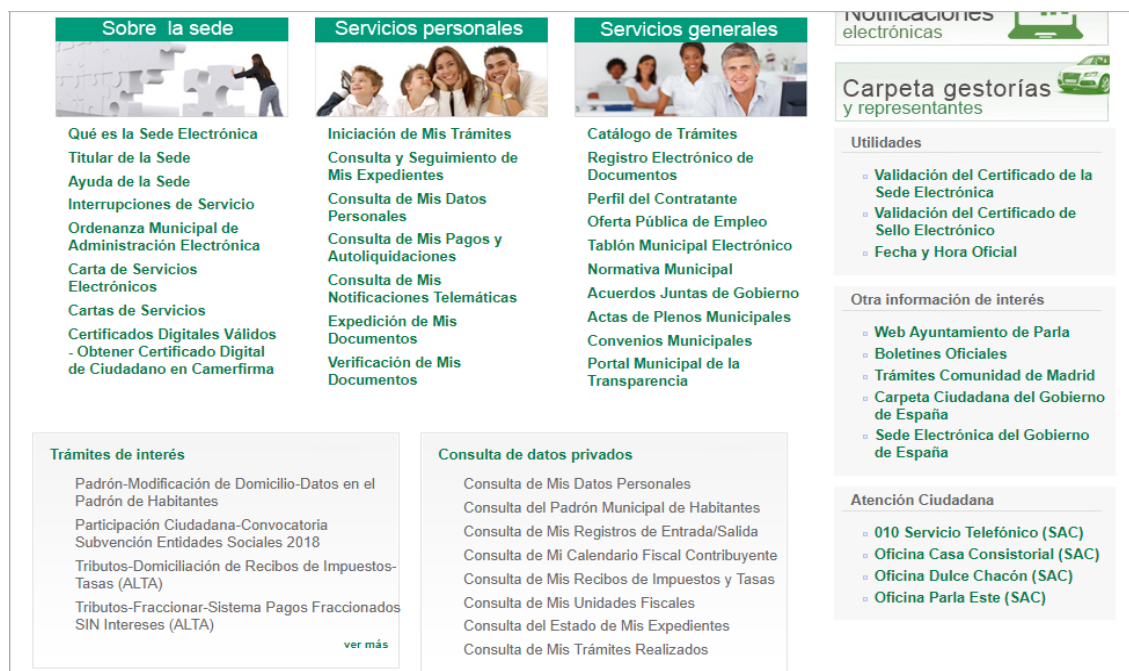 Sobre la sede
Qué es la Sede Electrónica
Titular de la Sede
Ayuda de la Sede
Interrupciones de Servicio
Ordenanza Municipal de
Administración Electrónica
Carta de Servicios
Electrónicos
Cartas de Servicios
Certificados Digitales Válidos
- Obtener Certificado Digital
de Ciudadano en Camerfirma
Servicios personales
Iniciación de Mis Trámites
Consulta y Seguimiento de
Mis Expedientes
Consulta de Mis Datos
Personales
Consulta de Mis Pagos y
Autoliquidaciones
Consulta de Mis
Notificaciones Telemáticas
Expedición de Mis
Documentos
Verificación de Mis
Documentos
Servicios generales
Catálogo de Trámites
Registro Electrónico de
Documentos
Perfil del Contratante
Oferta Pública de Empleo
Tablón Municipal Electrónico
Normativa Municipal
Acuerdos Juntas de Gobierno
Actas de Plenos Municipales
Convenios Municipales
Portal Municipal de la
Transparencia
Notificaciones
electrónicas
Carpeta gestorías
y representantes
Utilidades
Validación del Certificado de la
Sede Electrónica
Validación del Certificado de
Sello Electrónico
Fecha y Hora Oficial
Otra información de interés
Web Ayuntamiento de Parla
Boletines Oficiales
Trámites Comunidad de Madrid
Carpeta Ciudadana del Gobierno
de España
Sede Electrónica del Gobierno
de España
Atención Ciudadana
010 Servicio Telefónico (SAC)
Oficina Casa Consistorial (SAC)
Oficina Dulce Chacón (SAC)
Oficina Parla Este (SAC)
Trámites de interés
Padrón-Modificación de Domicilio-Datos en el
Padrón de Habitantes
Participación Ciudadana-Convocatoria
Subvención Entidades Sociales 2018
Tributos-Domiciliación de Recibos de Impuestos-
Tasas (ALTA)
Tributos-Fraccionar-Sistema Pagos Fraccionados
SIN Intereses (ALTA)
ver más
Consulta de datos privados
Consulta de Mis Datos Personales
Consulta del Padrón Municipal de Habitantes
Consulta de Mis Registros de Entrada/Salida
Consulta de Mi Calendario Fiscal Contribuyente
Consulta de Mis Recibos de Impuestos y Tasas
Consulta de Mis Unidades Fiscales
Consulta del Estado de Mis Expedientes
Consulta de Mis Trámites Realizados